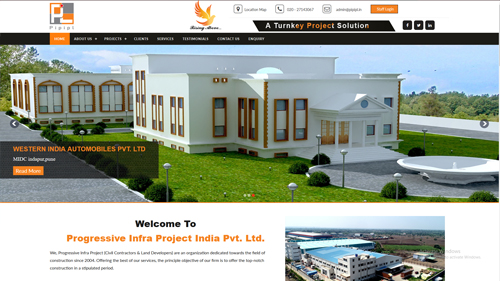 Pipipl
Rising Above...
Location Map
020 - 27143067
Staff Login
A Turnkey Project Solution
HOME
ABOUT US
PROJECTS
CLIENTS
SERVICES
TESTIMONIALS
CONTACT US
ENQUIRY
WESTERN INDIA AUTOMOBILES PVT. LTD
MIDC indapur,pune
Read More
Welcome To
Progressive Infra Project India Pvt. Ltd.
We, Progressive Infra Project (Civil Contractors & Land Developers) are an organization dedicated towards the field of
construction since 2004. Offering the best of our services, the principle objective of our firm is to offer the top-notch
construction in a stipulated period.